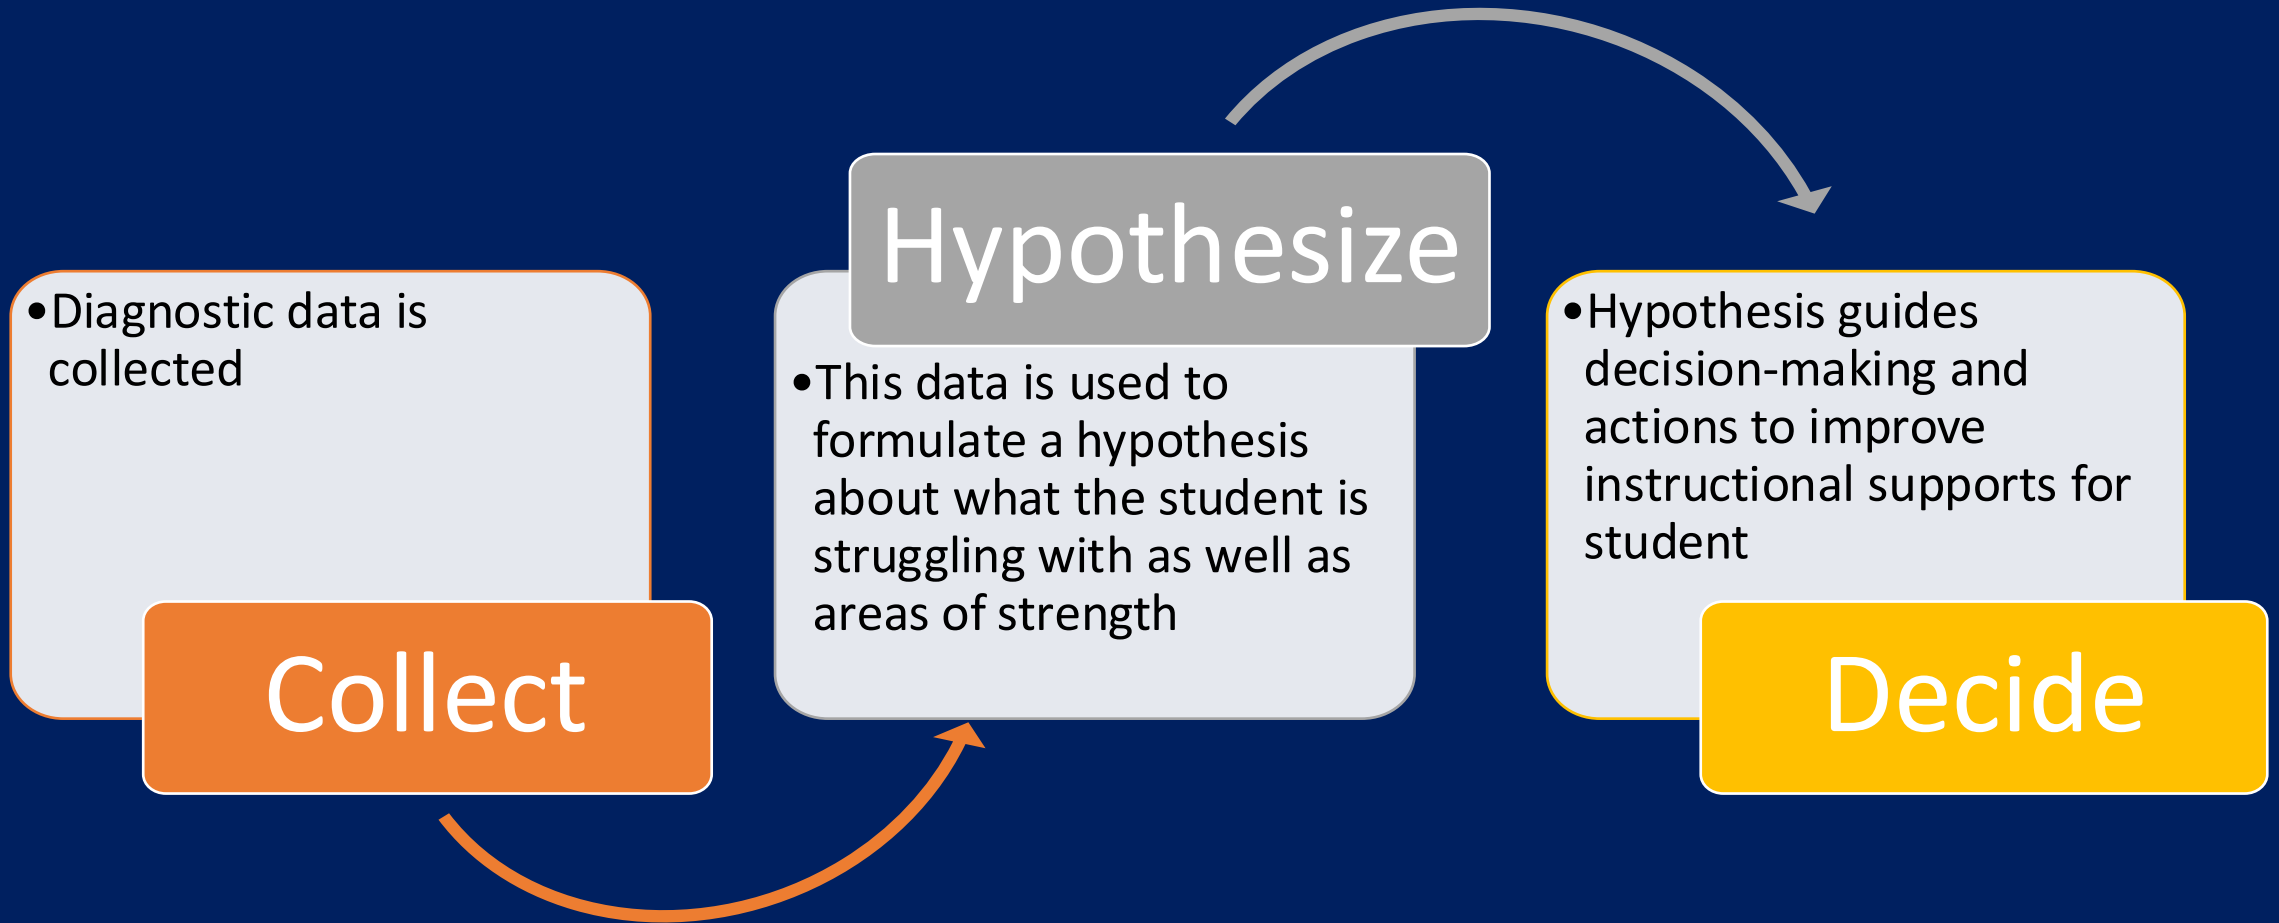 •Diagnostic data is
collected
Collect
Hypothesize
•This data is used to
formulate a hypothesis
about what the student is
struggling with as well as
areas of strength
•Hypothesis guides
decision-making and
actions to improve
instructional supports for
student
Decide